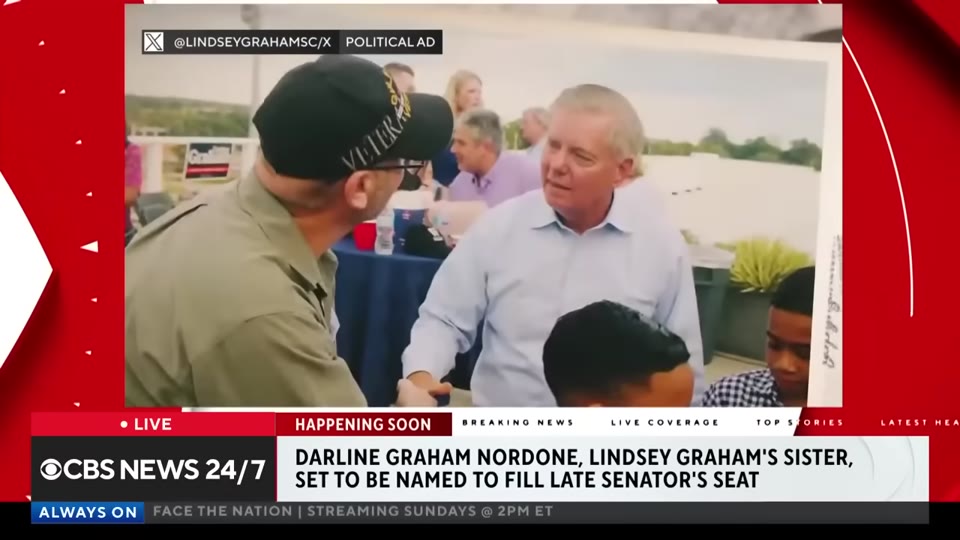 @LINDSEYGRAHAMSC/X POLITICAL AD
VETERAN
Graham
LIVE
HAPPENING SOON
BREAKING NEWS LIVE COVERAGE TOP STORIES LATEST HEA
CBS NEWS 24/7
DARLINE GRAHAM NORDONE, LINDSEY GRAHAM'S SISTER,
SET TO BE NAMED TO FILL LATE SENATOR'S SEAT
ALWAYS ON
FACE THE NATION | STREAMING SUNDAYS @ 2PM ET